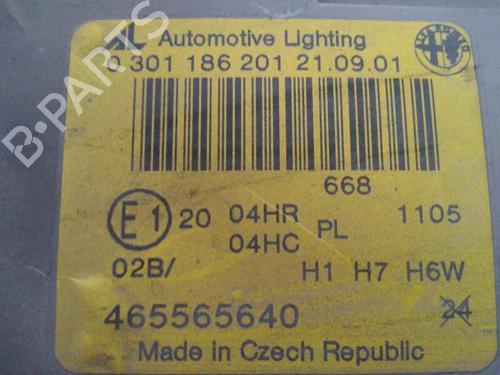 AL Automotive Lighting
0 301 186 201 21.09.01
668
E1 20 04HR PL 1105
04HC
02B/ H1 H7 H6W
465565640 24
Made in Czech Republic
B-PARTS